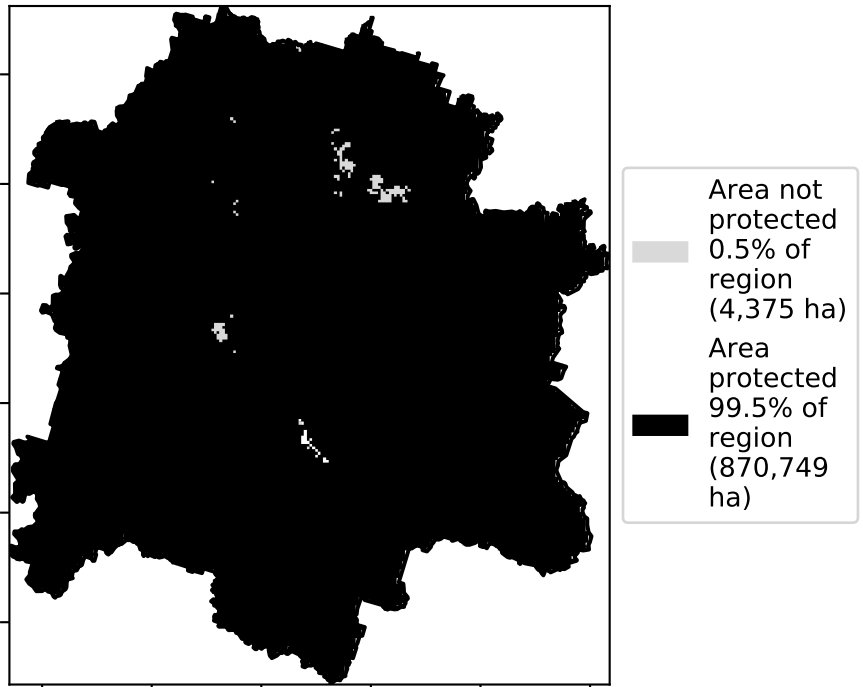 Area not
protected
0.5% of
region
(4,375 ha)
Area
protected
99.5% of
region
(870,749
ha)